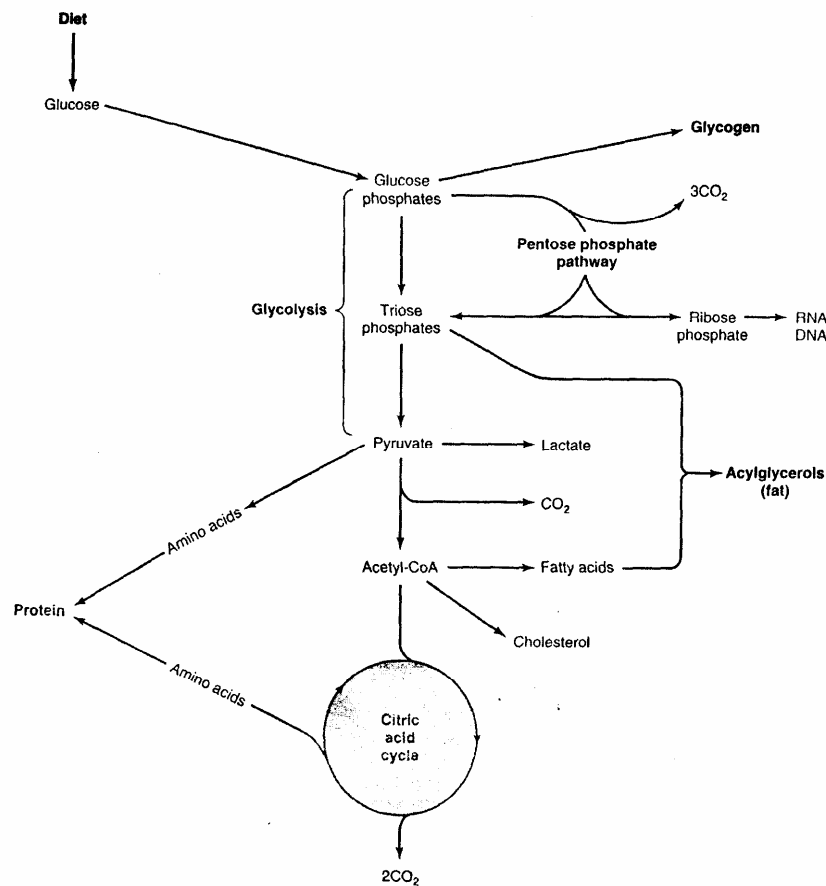 Diet
Glucose
Glycogen
Glucose
phosphates
3CO₂
Pentose phosphate
pathway
Glycolysis
Triose
phosphates
Ribose
phosphate
RNA
DNA
Pyruvate
Lactate
Acylglycerols
(fat)
CO₂
Amino acids
Acetyl-CoA
Fatty acids
Protein
Cholesterol
Amino acids
Citric
acid
cycla
2CO₂